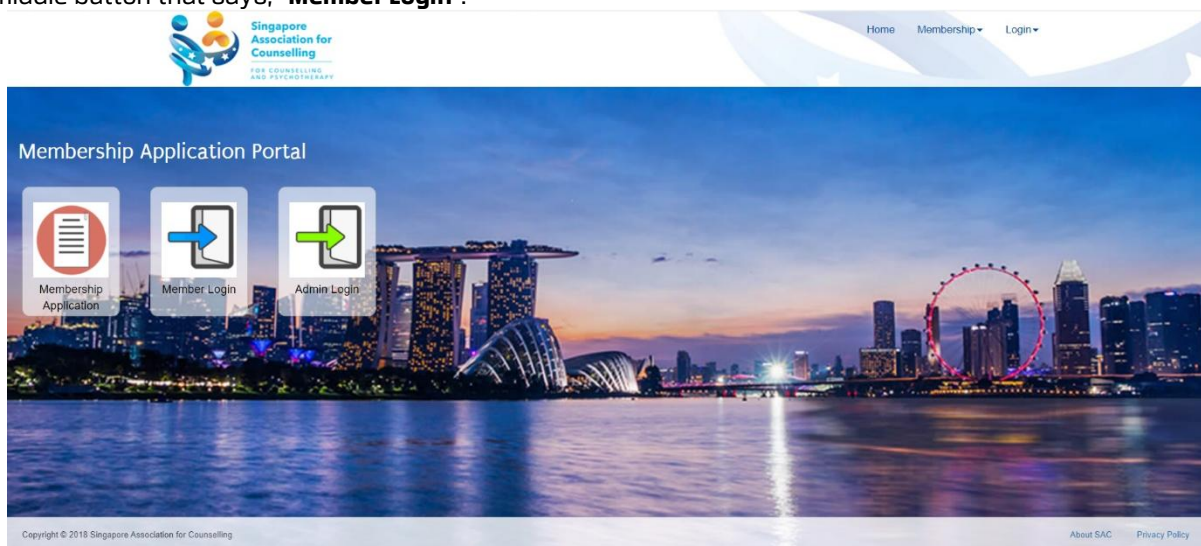 middle button that says, "Member Login".
Singapore
Association for
Counselling
FOR COUNSELLING
AND PSYCHOTHERAPY
Home Membership Login
Membership Application Portal
Membership
Application
Member Login
Admin Login
Copyright © 2018 Singapore Association for Counselling
About SAC Privacy Policy